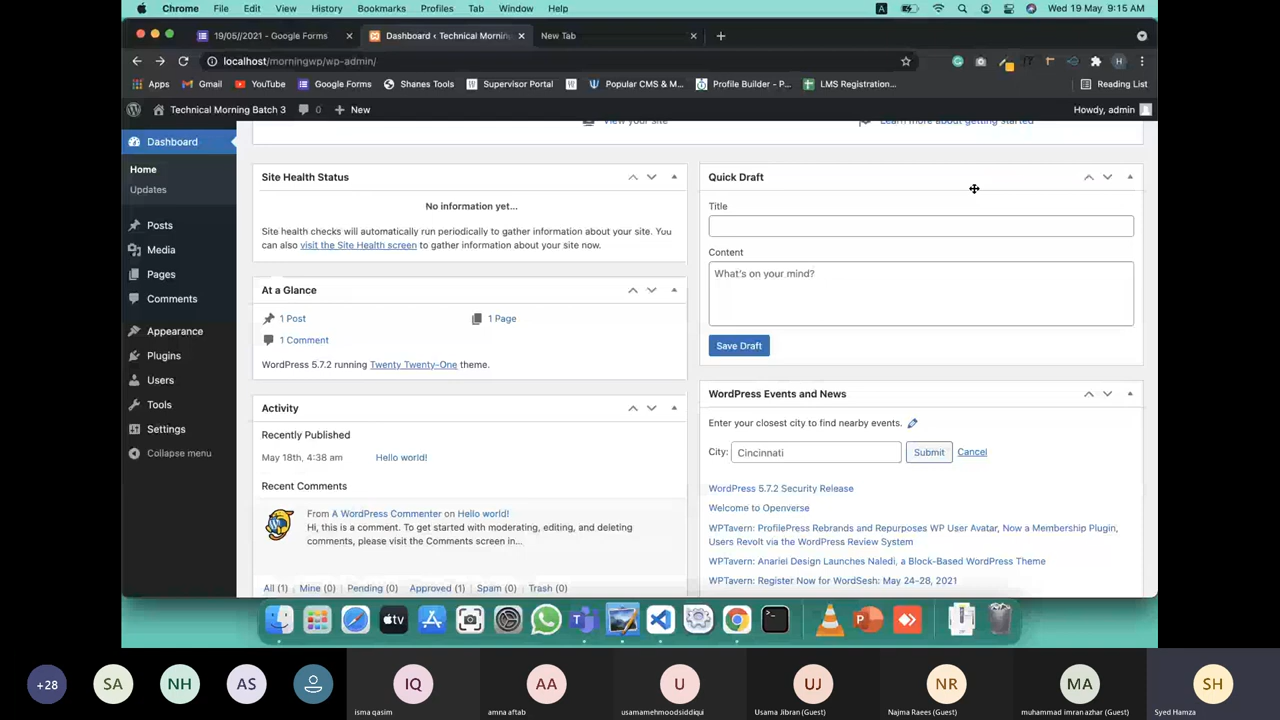 Chrome File Edit View History Bookmarks Profiles Tab Window Help A Wed 19 May 9:15 AM
19/05//2021 - Google Forms Dashboard ‹ Technical Mornin New Tab
localhost/morningwp/wp-admin/ H
Apps Gmail YouTube Google Forms Shanes Tools Supervisor Portal Popular CMS & M... Profile Builder - P... LMS Registration... Reading List
Technical Morning Batch 3 0 New Howdy, admin
View your site Learn more about getting started
Dashboard
Home
Updates
Posts
Media
Pages
Comments
Appearance
Plugins
Users
Tools
Settings
Collapse menu
Site Health Status
No information yet...
Site health checks will automatically run periodically to gather information about your site. You
can also visit the Site Health screen to gather information about your site now.
At a Glance
1 Post 1 Page
1 Comment
WordPress 5.7.2 running Twenty Twenty-One theme.
Activity
Recently Published
May 18th, 4:38 am Hello world!
Recent Comments
From A WordPress Commenter on Hello world!
Hi, this is a comment. To get started with moderating, editing, and deleting
comments, please visit the Comments screen in...
All (1) Mine (0) Pending (0) Approved (1) Spam (0) Trash (0)
Quick Draft
Title
Content
What's on your mind?
Save Draft
WordPress Events and News
Enter your closest city to find nearby events.
City: Cincinnati Submit Cancel
WordPress 5.7.2 Security Release
Welcome to Openverse
WPTavern: ProfilePress Rebrands and Repurposes WP User Avatar, Now a Membership Plugin,
Users Revolt via the WordPress Review System
WPTavern: Anariel Design Launches Naledi, a Block-Based WordPress Theme
WPTavern: Register Now for WordSesh: May 24-28, 2021
tv
+28 SA NH AS IQ AA U UJ NR MA SH
isma qasim amna aftab usamamehmoodsiddiqui Usama Jibran (Guest) Najma Raees (Guest) muhammad imran azhar (Guest) Syed Hamza